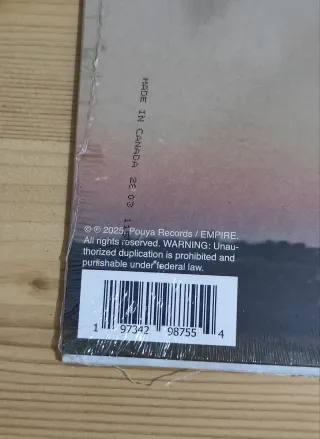 MADE IN CANADA 28 03
© ℗ 2025, Pouya Records / EMPIRE.
All rights reserved. WARNING: Unau-
thorized duplication is prohibited and
punishable under federal law.
1 97342 98755 4